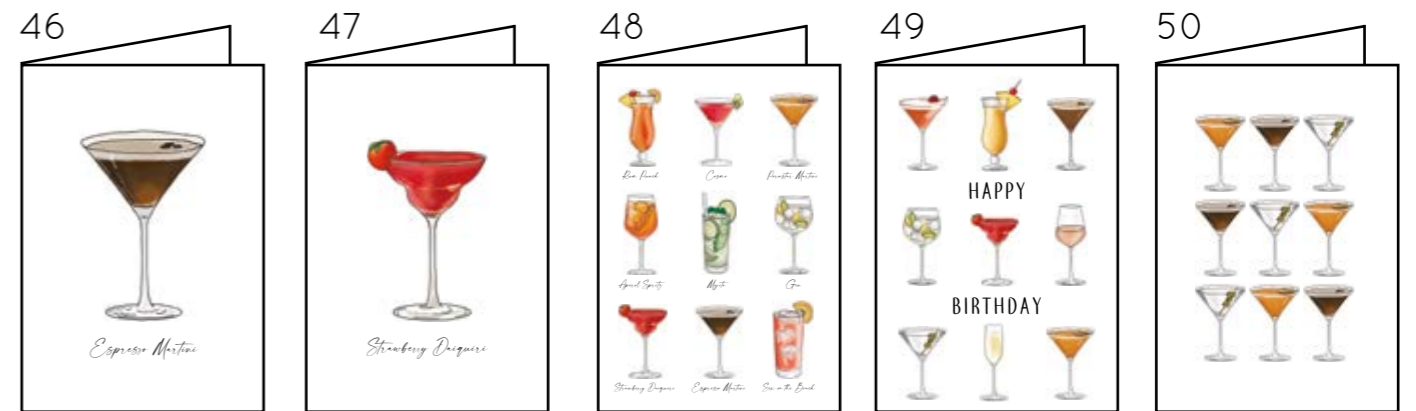 46 47 48 49 50
Espresso Martini
Strawberry Daiquiri
Rum Punch Cosmo Pornstar Martini
Aperol Spritz Mojito Gin
Strawberry Daiquiri Espresso Martini Sex on the Beach
HAPPY
BIRTHDAY